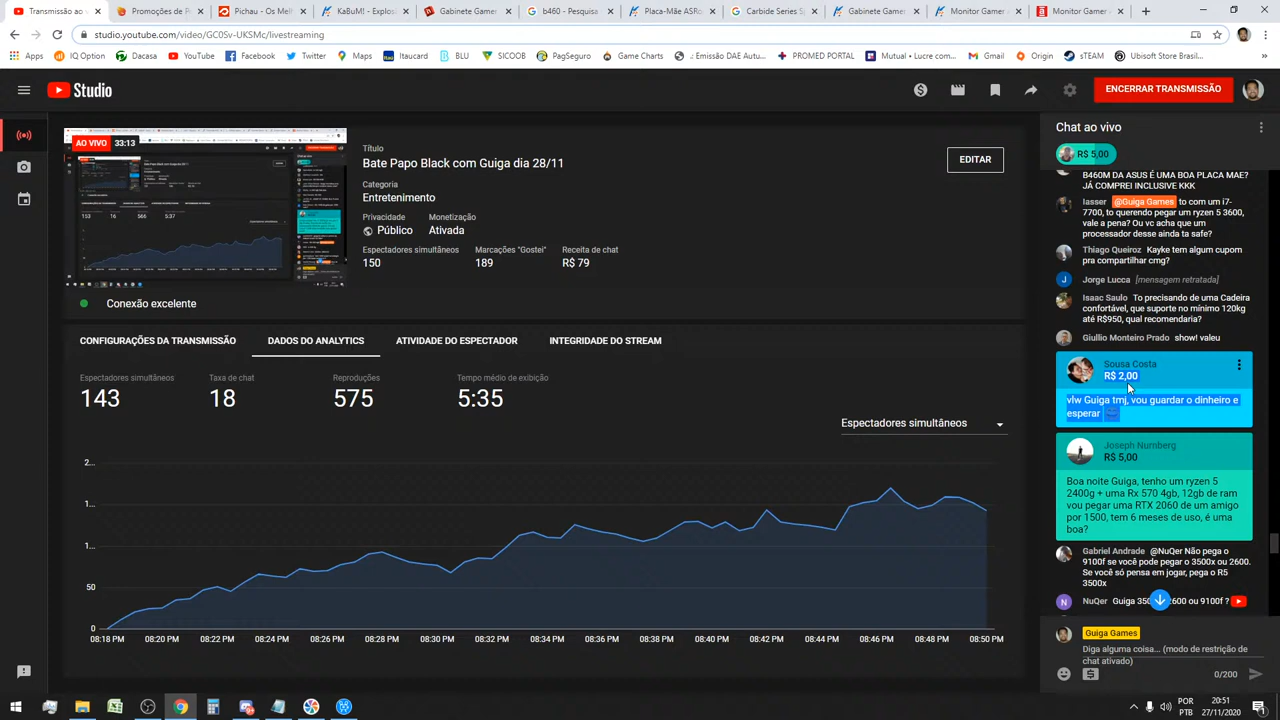 Transmissão ao v
Promoções de P
Pichau - Os Melh
KaBuM! - Explosã
Gabinete Gamer
b460 - Pesquisa
Placa-Mãe ASRo
Carbide Series Sp
Gabinete Gamer
Monitor Gamer
Monitor Gamer
studio.youtube.com/video/GC0Sv-UKSMc/livestreaming
Apps
IQ Option
Dacasa
YouTube
Facebook
Twitter
Maps
Itaucard
BLU
SICOOB
PagSeguro
Game Charts
.: Emissão DAE Autu...
PROMED PORTAL
Mutual • Lucre com...
Gmail
Origin
sTEAM
Ubisoft Store Brasil...
Studio
ENCERRAR TRANSMISSÃO
AO VIVO 33:13
Título
Bate Papo Black com Guiga dia 28/11
EDITAR
Categoria
Entretenimento
Privacidade
Monetização
Público
Ativada
Espectadores simultâneos
Marcações "Gostei"
Receita de chat
150
189
R$ 79
Conexão excelente
CONFIGURAÇÕES DA TRANSMISSÃO
DADOS DO ANALYTICS
ATIVIDADE DO ESPECTADOR
INTEGRIDADE DO STREAM
Espectadores simultâneos
Taxa de chat
Reproduções
Tempo médio de exibição
143
18
575
5:35
Espectadores simultâneos
2...
1...
1...
50
0
08:18 PM
08:20 PM
08:22 PM
08:24 PM
08:26 PM
08:28 PM
08:30 PM
08:32 PM
08:34 PM
08:36 PM
08:38 PM
08:40 PM
08:42 PM
08:44 PM
08:46 PM
08:48 PM
08:50 PM
Chat ao vivo
R$ 5,00
B460M DA ASUS É UM A BOA PLACA MAE?
JÁ COMPREI INCLUSIVE KKK
Iasser @Guiga Games to com um i7-
7700, to querendo pegar um ryzen 5 3600,
vale a pena? Ou vc acha que um
processador desse ainda ta safe?
Thiago Queiroz Kayke tem algum cupom
pra compartilhar cmg?
Jorge Lucca [mensagem retratada]
Isaac Saulo To precisando de uma Cadeira
confortável, que suporte no mínimo 120kg
até R$950, qual recomendaria?
Giullio Monteiro Prado show! valeu
Sousa Costa
R$ 2,00
vlw Guiga tmj, vou guardar o dinheiro e
esperar
Joseph Nurnberg
R$ 5,00
Boa noite Guiga, tenho um ryzen 5
2400g + uma Rx 570 4gb, 12gb de ram
vou pegar uma RTX 2060 de um amigo
por 1500, tem 6 meses de uso, é uma
boa?
Gabriel Andrade @NuQer Não pega o
9100f se você pode pegar o 3500x ou 2600.
Se você só pensa em jogar, pega o R5
3500x
NuQer Guiga 350 2600 ou 9100f ?
Guiga Games
Diga alguma coisa... (modo de restrição de
chat ativado)
0/200
POR
PTB
20:51
27/11/2020
1